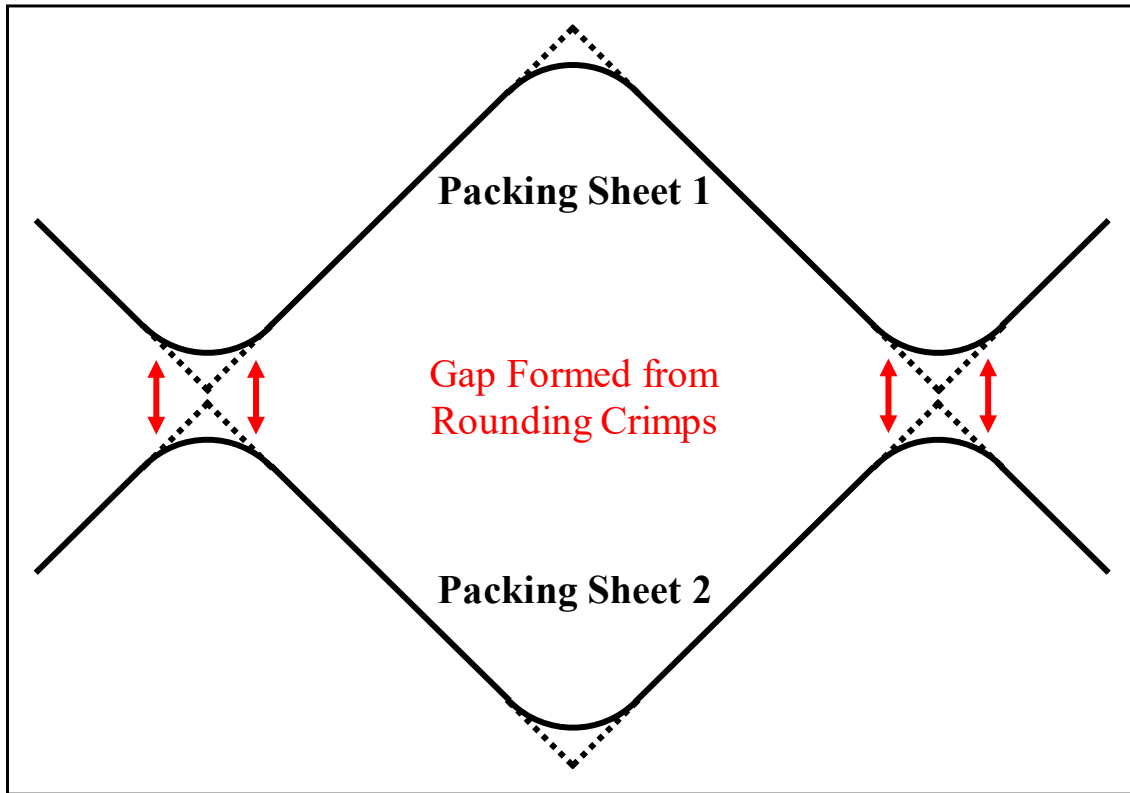 Packing Sheet 1
Gap Formed from
Rounding Crimps
Packing Sheet 2